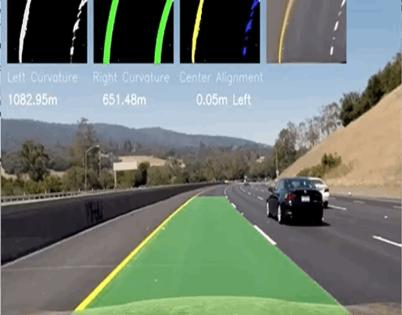 Left Curvature Right Curvature Center Alignment
1082.95m 651.48m 0.05m Left